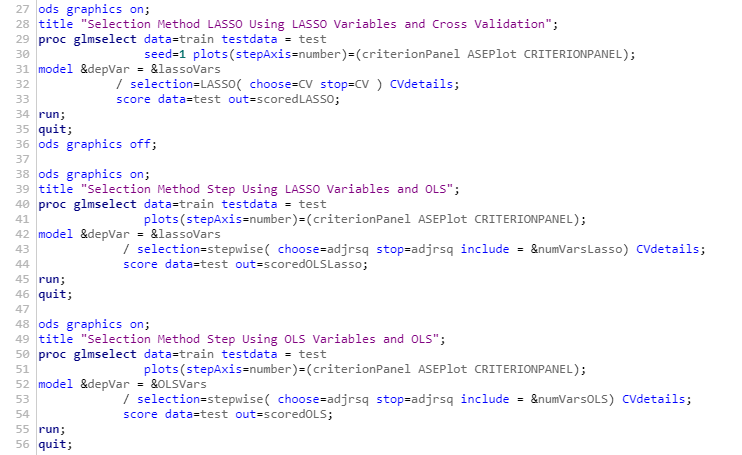 27 ods graphics on;
28 title "Selection Method LASSO Using LASSO Variables and Cross Validation";
29 proc glmselect data=train testdata = test
30 seed=1 plots(stepAxis=number)=(criterionPanel ASEPlot CRITERIONPANEL);
31 model &depVar = &lassoVars
32 / selection=LASSO( choose=CV stop=CV ) CVdetails;
33 score data=test out=scoredLASSO;
34 run;
35 quit;
36 ods graphics off;
37
38 ods graphics on;
39 title "Selection Method Step Using LASSO Variables and OLS";
40 proc glmselect data=train testdata = test
41 plots(stepAxis=number)=(criterionPanel ASEPlot CRITERIONPANEL);
42 model &depVar = &lassoVars
43 / selection=stepwise( choose=adjrsq stop=adjrsq include = &numVarsLasso) CVdetails;
44 score data=test out=scoredOLSLasso;
45 run;
46 quit;
47
48 ods graphics on;
49 title "Selection Method Step Using OLS Variables and OLS";
50 proc glmselect data=train testdata = test
51 plots(stepAxis=number)=(criterionPanel ASEPlot CRITERIONPANEL);
52 model &depVar = &OLSVars
53 / selection=stepwise( choose=adjrsq stop=adjrsq include = &numVarsOLS) CVdetails;
54 score data=test out=scoredOLS;
55 run;
56 quit;